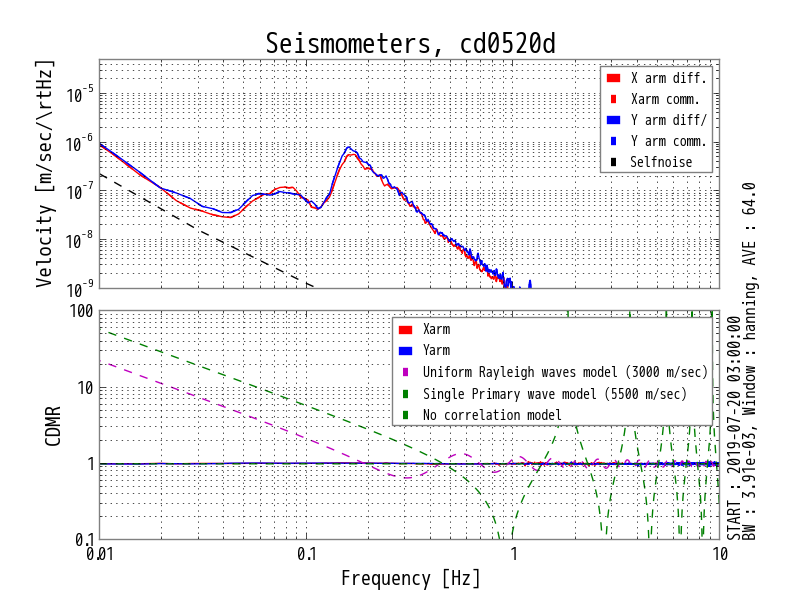 Seismometers, cd0520d
Velocity [m/sec/\rtHz]
10^-5
10^-6
10^-7
10^-8
10^-9
X arm diff.
Xarm comm.
Y arm diff/
Y arm comm.
Selfnoise
CDMR
100
10
1
0.1
Xarm
Yarm
Uniform Rayleigh waves model (3000 m/sec)
Single Primary wave model (5500 m/sec)
No correlation model
0.01 0.1 1 10
Frequency [Hz]
START : 2019-07-20 03:00:00
BW : 3.91e-03, Window : hanning, AVE : 64.0